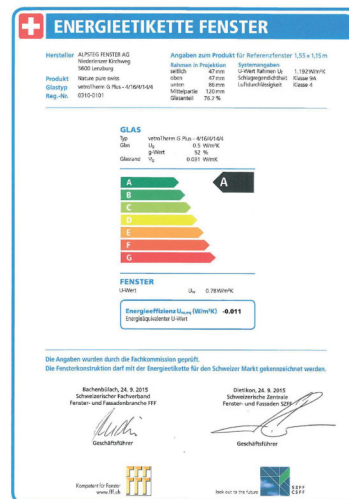 ENERGIEETIKETTE FENSTER
Hersteller ALPSTEG FENSTER AG
Niederlenzer Kirchweg
5600 Lenzburg
Produkt Nature pure swiss
Glastyp vetroTherm G Plus - 4/16/4/14/4
Reg.-Nr. 0310-0101
Angaben zum Produkt für Referenzfenster 1,55 x 1,15 m
Rahmen in Projektion
seitlich 47 mm
oben 47 mm
unten 86 mm
Mittelpartie 120 mm
Glasanteil 76.2 %
Systemangaben
U-Wert Rahmen Uf 1.192 W/m²K
Schlagregendichtheit Klasse 9A
Luftdurchlässigkeit Klasse 4
GLAS
Typ vetroTherm G Plus - 4/16/4/14/4
Glas Ug 0.5 W/m²K
g-Wert 52 %
Glasrand Ψg 0.031 W/mK
A
B
C
D
E
F
G
A
FENSTER
U-Wert Uw 0.78 W/m²K
Energieeffizienz Uw,eq (W/m²K) -0.011
Energieäquivalenter U-Wert
Die Angaben wurden durch die Fachkommission geprüft.
Die Fensterkonstruktion darf mit der Energieetikette für den Schweizer Markt gekennzeichnet werden.
Bachenbülach, 24. 9. 2015
Schweizerischer Fachverband
Fenster- und Fassadenbranche FFF
Geschäftsführer
Dietikon, 24. 9. 2015
Schweizerische Zentrale
Fenster und Fassaden SZFF
Geschäftsführer
Kompetent für Fenster
www.fff.ch
SZFF
CSFF